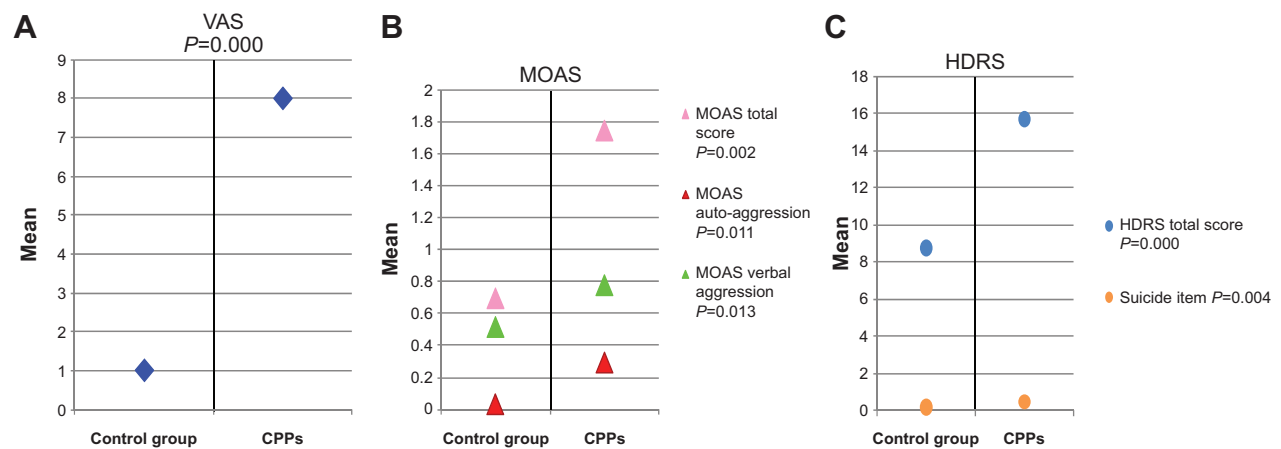 A
VAS
P=0.000
Mean
9
8
7
6
5
4
3
2
1
0
Control group
CPPs
B
MOAS
Mean
2
1.8
1.6
1.4
1.2
1
0.8
0.6
0.4
0.2
0
Control group
CPPs
MOAS total
score
P=0.002
MOAS
auto-aggression
P=0.011
MOAS verbal
aggression
P=0.013
C
HDRS
Mean
18
16
14
12
10
8
6
4
2
0
Control group
CPPs
HDRS total score
P=0.000
Suicide item P=0.004